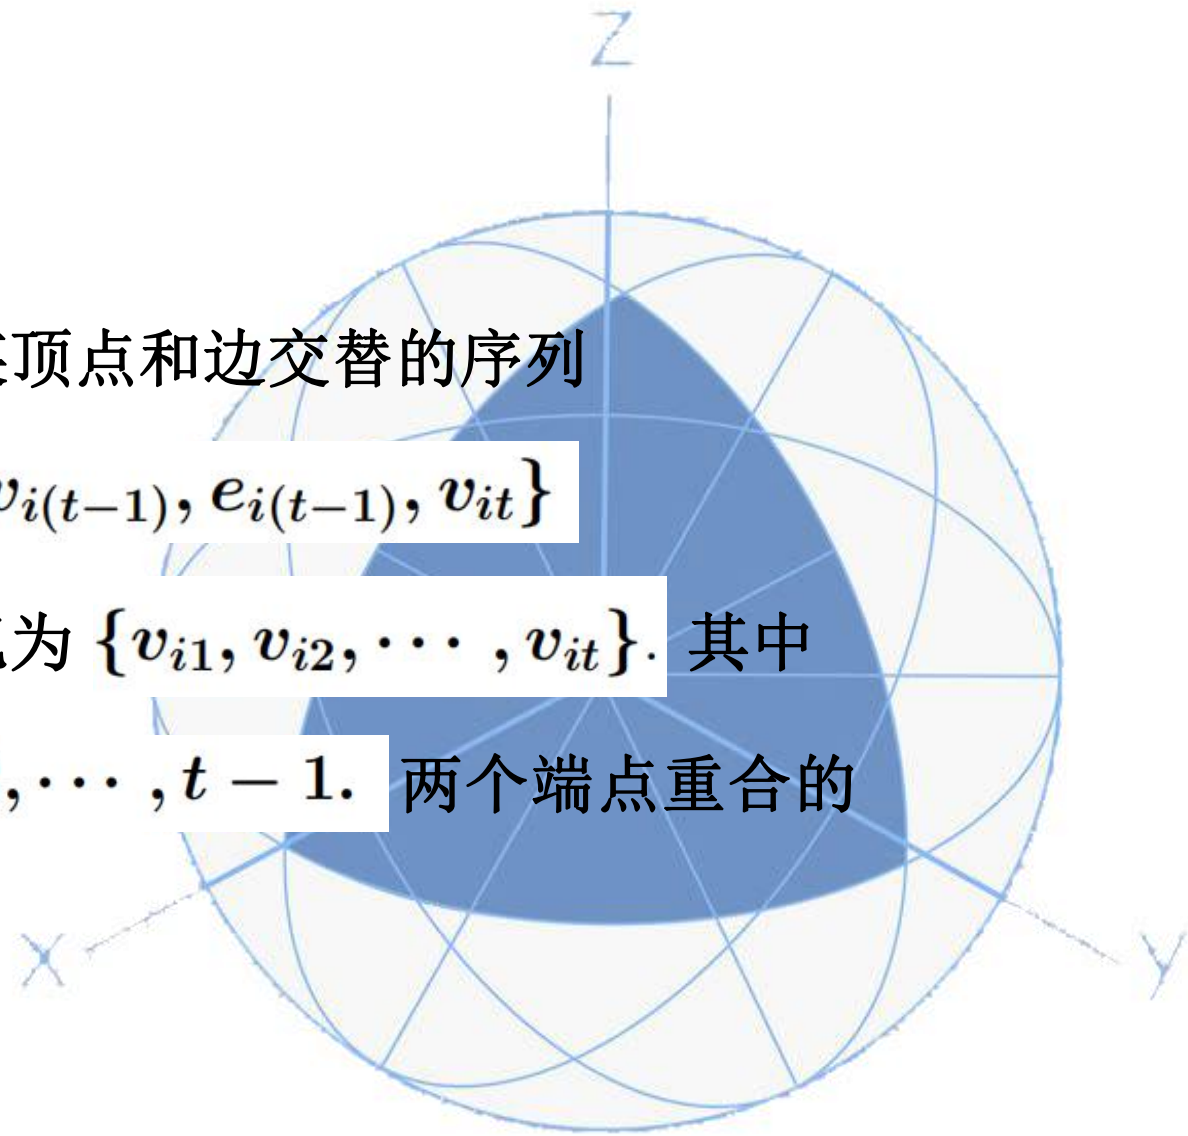 Z
顶点和边交替的序列
v_{i(t-1)}, e_{i(t-1)}, v_{it}}
为 {v_{i1}, v_{i2}, ⋯ , v_{it}}. 其中
, ⋯ , t − 1. 两个端点重合的
X
Y